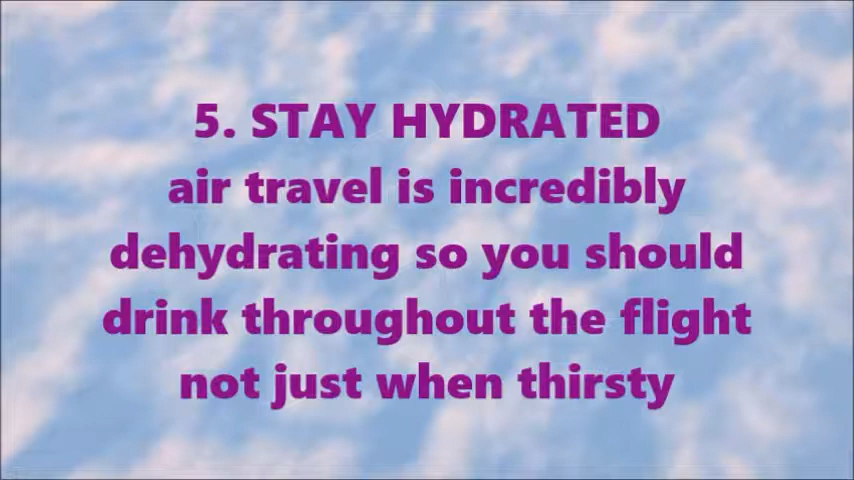 5. STAY HYDRATED
air travel is incredibly
dehydrating so you should
drink throughout the flight
not just when thirsty